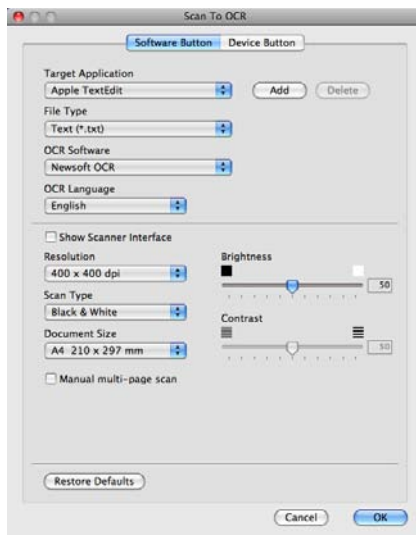 Scan To OCR
Software Button Device Button
Target Application
Apple TextEdit Add Delete
File Type
Text (*.txt)
OCR Software
Newsoft OCR
OCR Language
English
Show Scanner Interface
Resolution Brightness
400 x 400 dpi 50
Scan Type
Black & White
Contrast
Document Size
A4 210 x 297 mm 50
Manual multi-page scan
Restore Defaults
Cancel OK